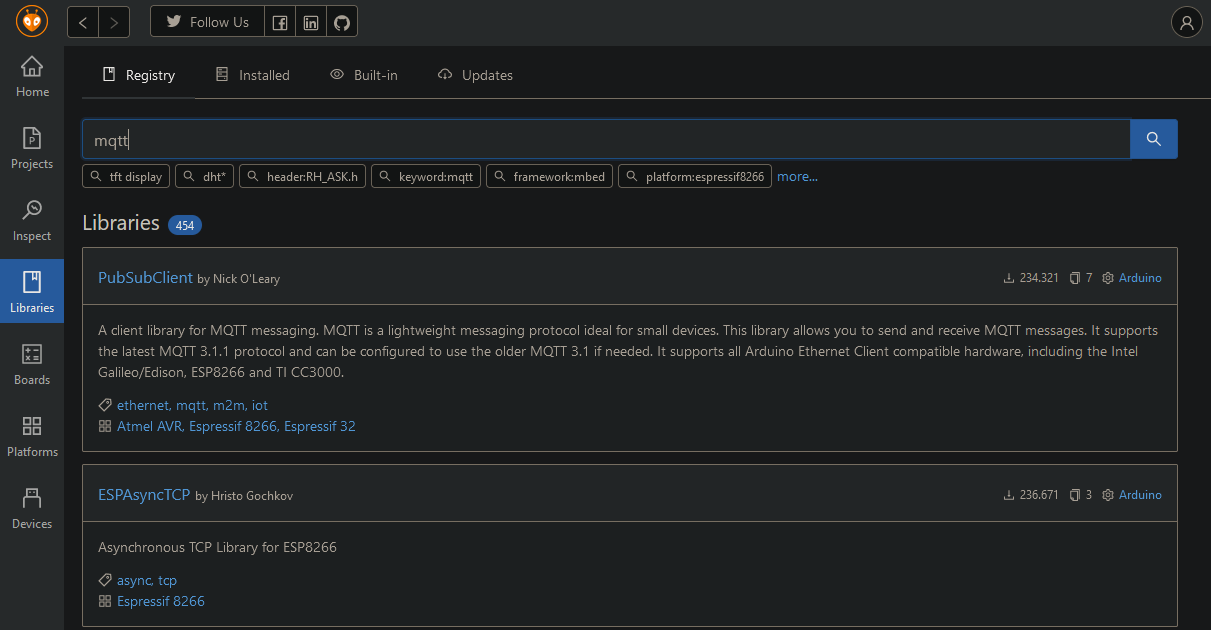 Follow Us
Home
Projects
Inspect
Libraries
Boards
Platforms
Devices
Registry Installed Built-in Updates
mqtt
tft display dht* header:RH_ASK.h keyword:mqtt framework:mbed platform:espressif8266 more...
Libraries 454
PubSubClient by Nick O'Leary 234.321 7 Arduino
A client library for MQTT messaging. MQTT is a lightweight messaging protocol ideal for small devices. This library allows you to send and receive MQTT messages. It supports
the latest MQTT 3.1.1 protocol and can be configured to use the older MQTT 3.1 if needed. It supports all Arduino Ethernet Client compatible hardware, including the Intel
Galileo/Edison, ESP8266 and TI CC3000.
ethernet, mqtt, m2m, iot
Atmel AVR, Espressif 8266, Espressif 32
ESPAsyncTCP by Hristo Gochkov 236.671 3 Arduino
Asynchronous TCP Library for ESP8266
async, tcp
Espressif 8266